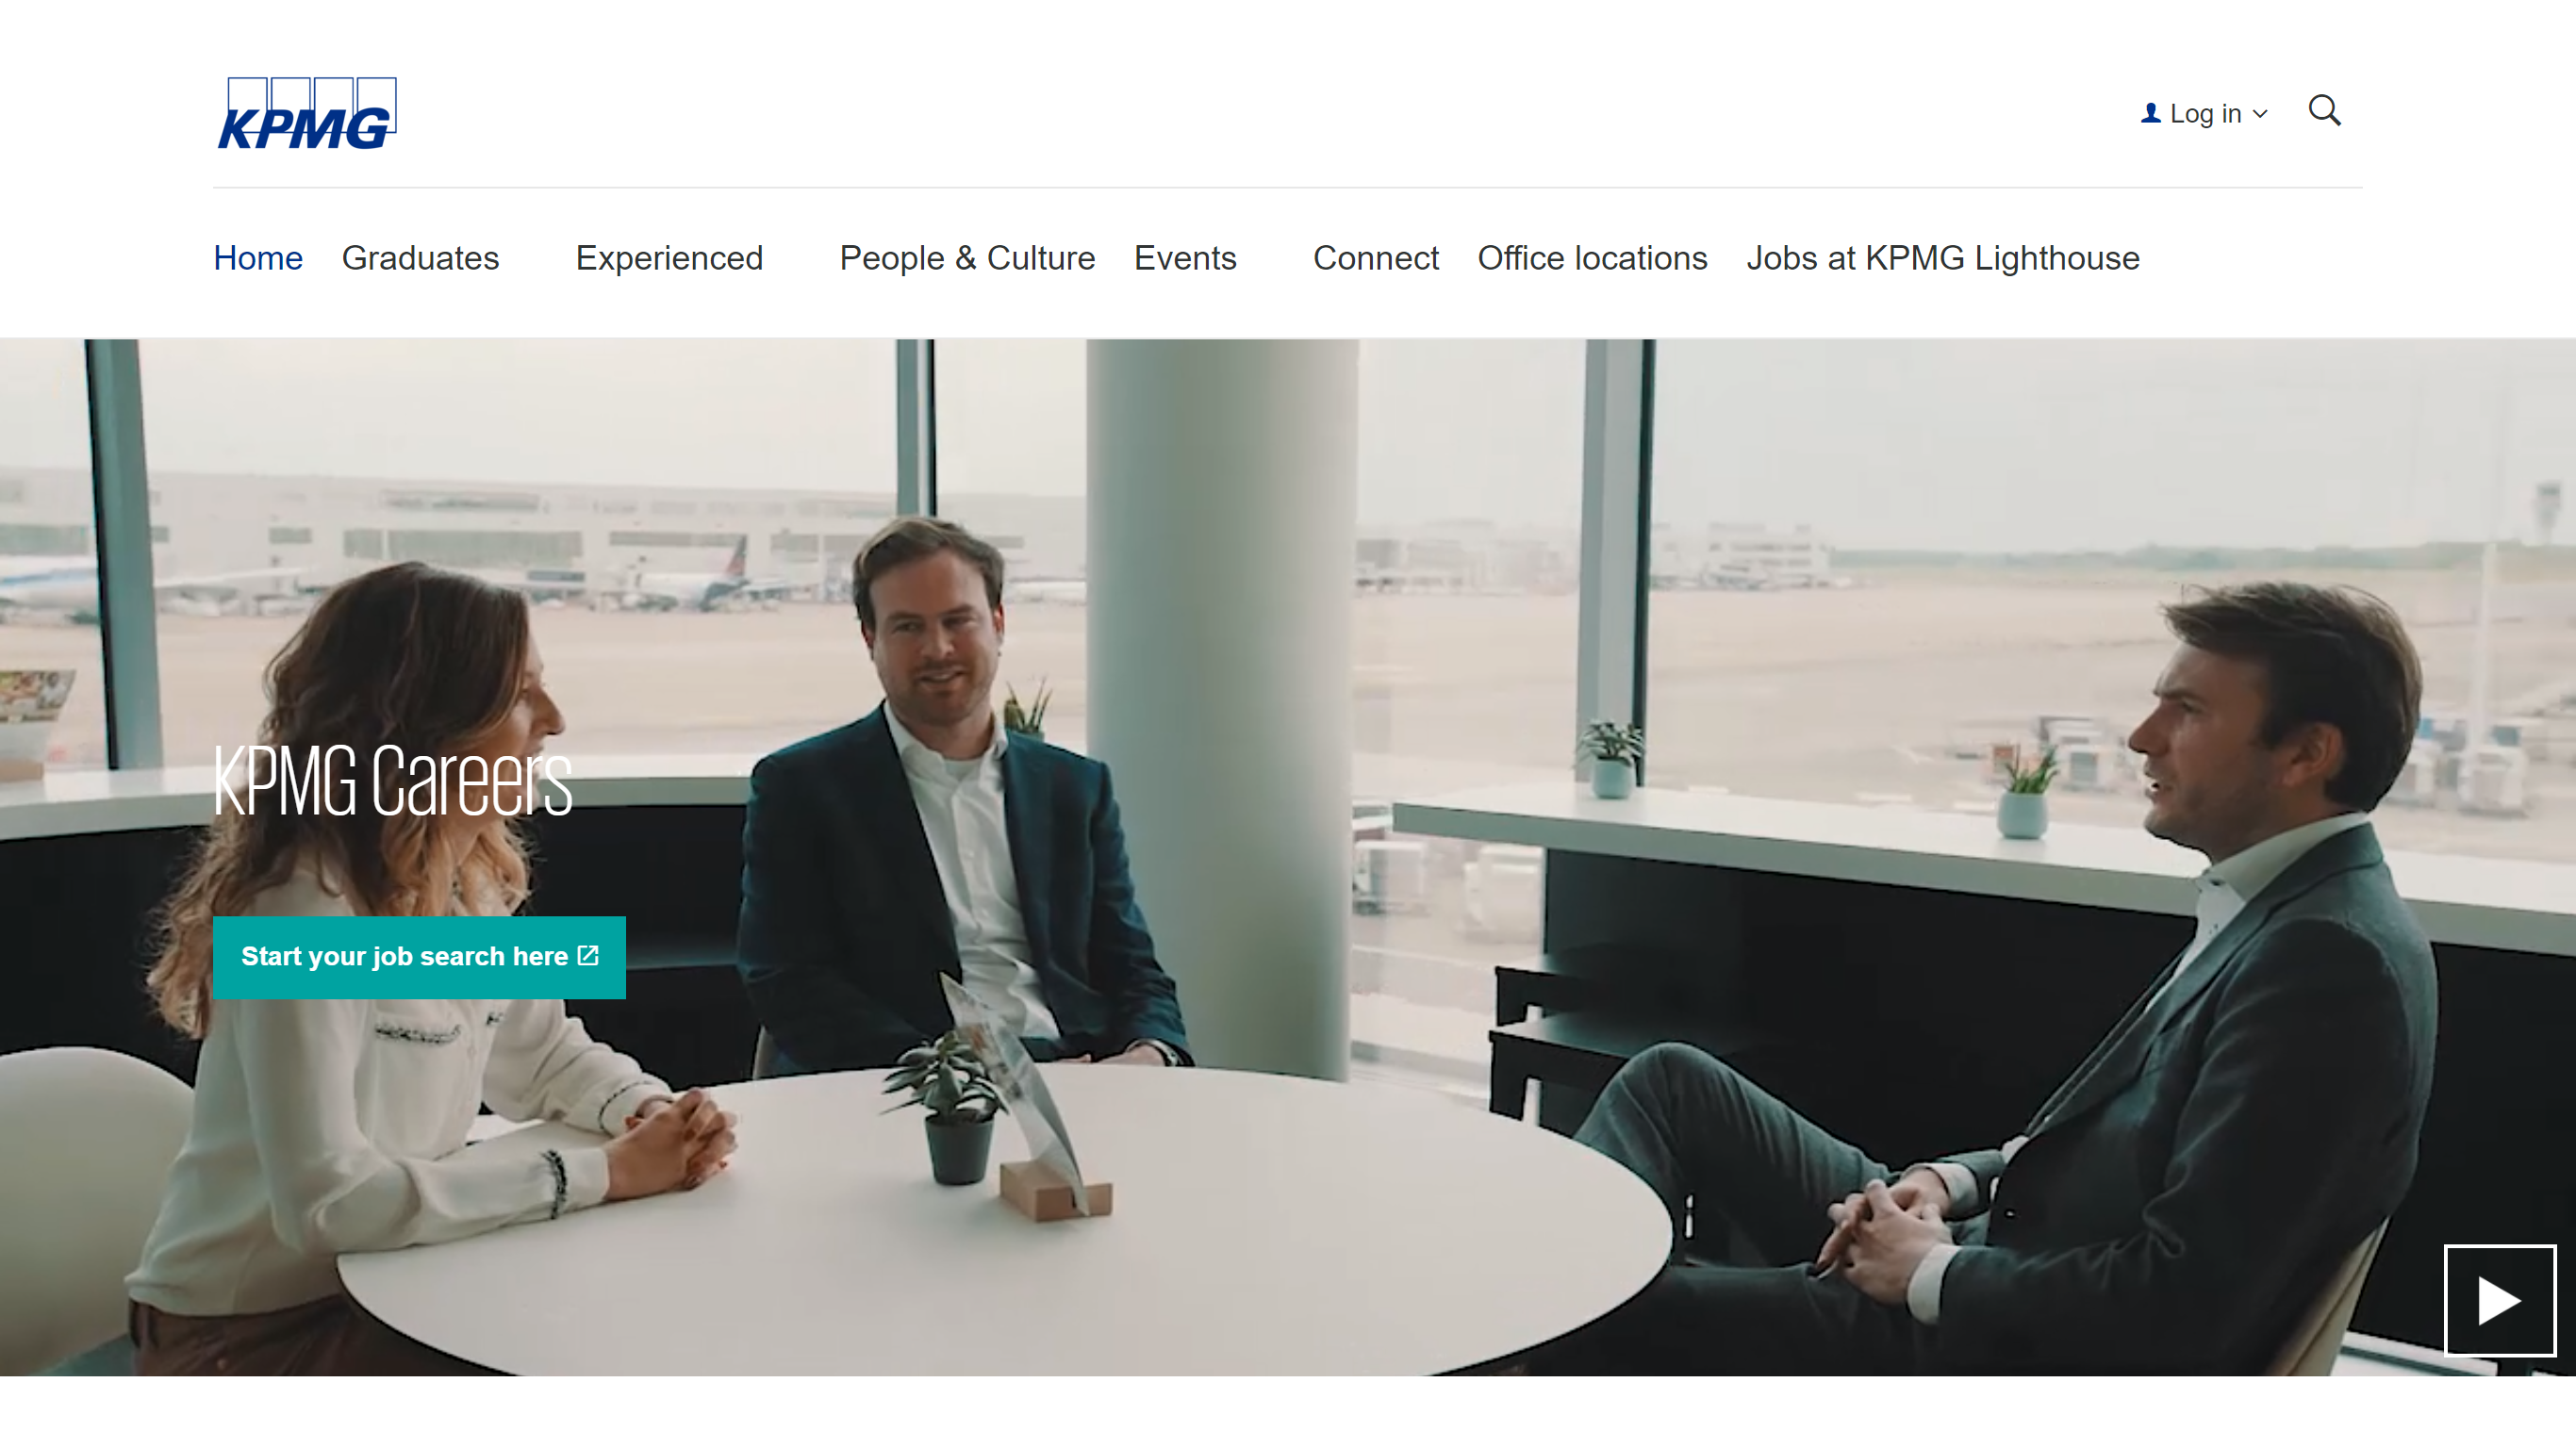 KPMG
Log in
Home Graduates Experienced People & Culture Events Connect Office locations Jobs at KPMG Lighthouse
KPMG Careers
Start your job search here